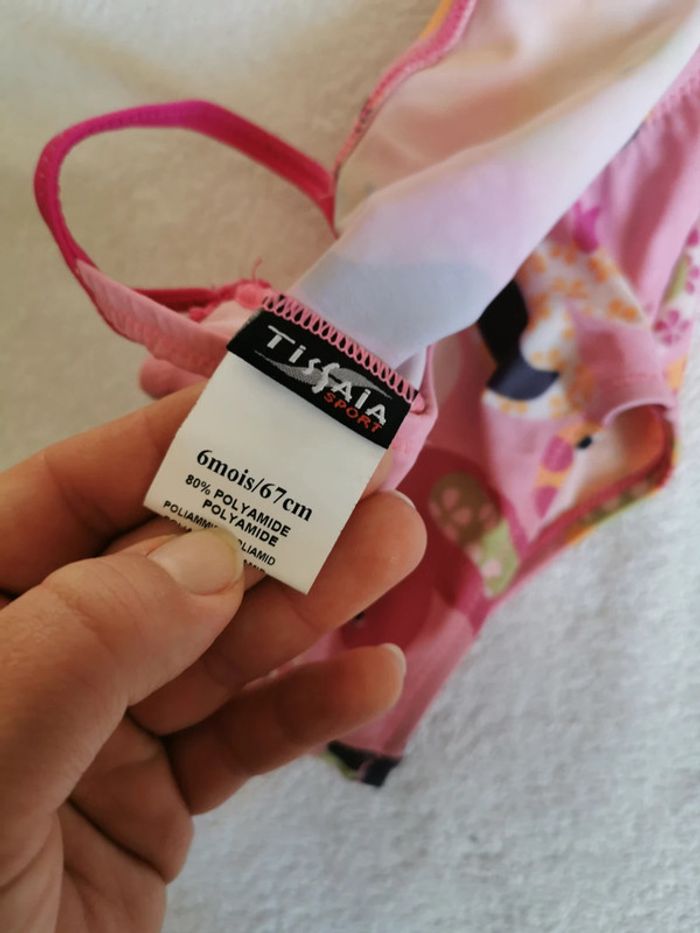 TissAia
SPORT
6mois/67cm
80% POLYAMIDE
POLYAMIDE